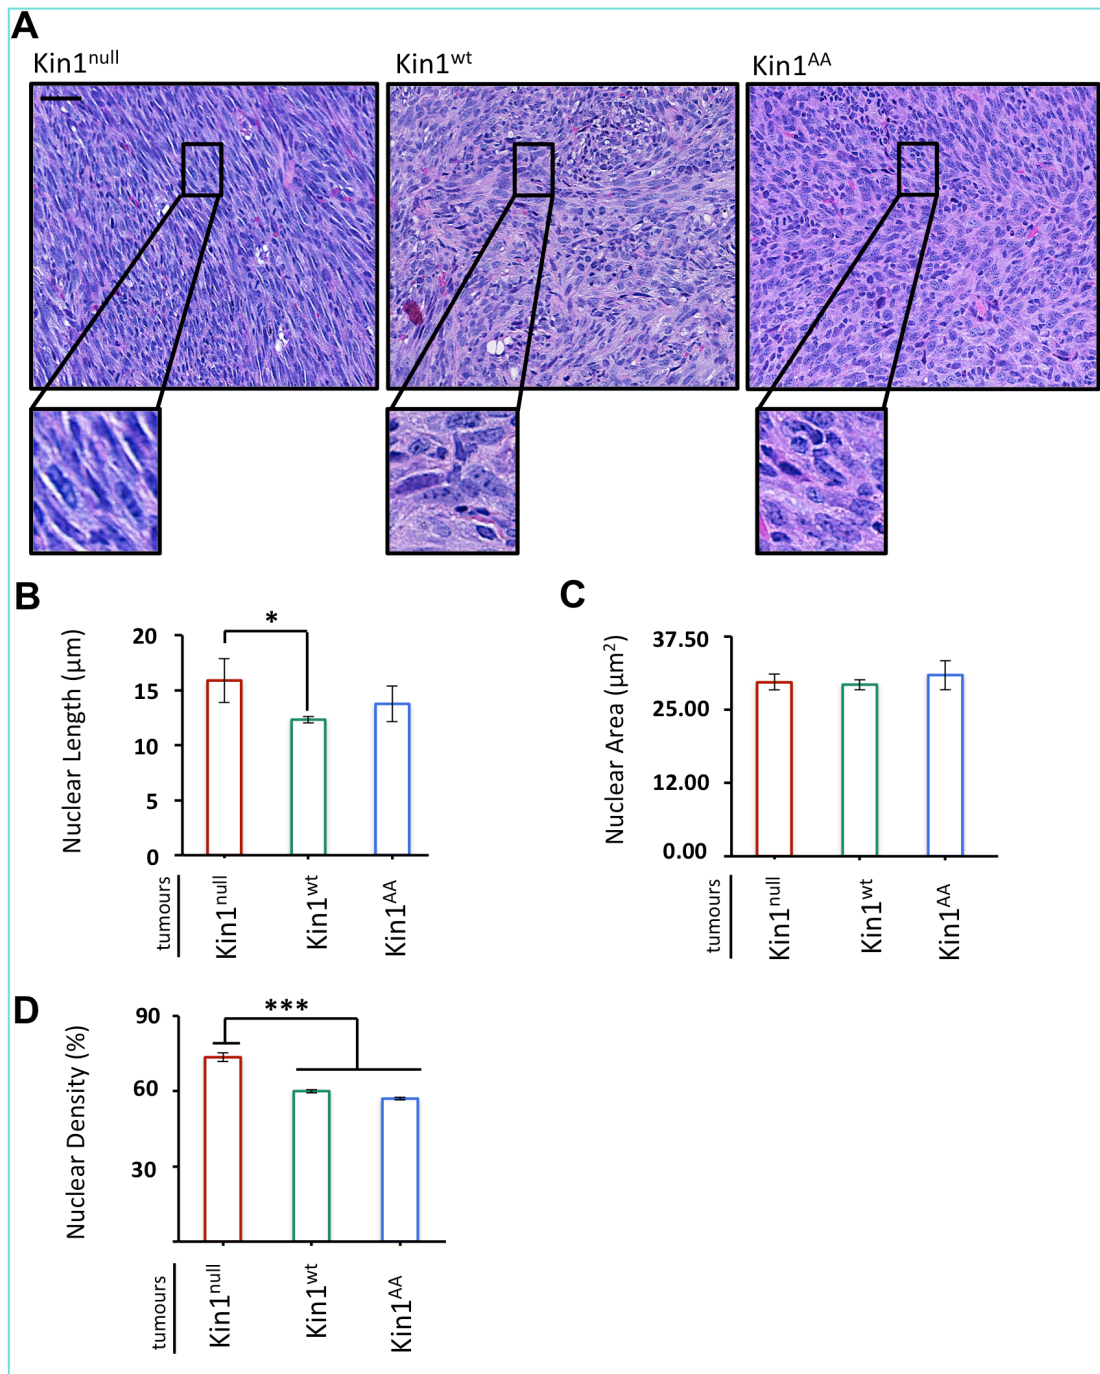 A
Kin1null
Kin1wt
Kin1AA
B
Nuclear Length (μm)
20
15
10
5
0
*
tumours
Kin1null
Kin1wt
Kin1AA
C
Nuclear Area (μm2)
37.50
25.00
12.00
0.00
tumours
Kin1null
Kin1wt
Kin1AA
D
Nuclear Density (%)
90
60
30
***
tumours
Kin1null
Kin1wt
Kin1AA